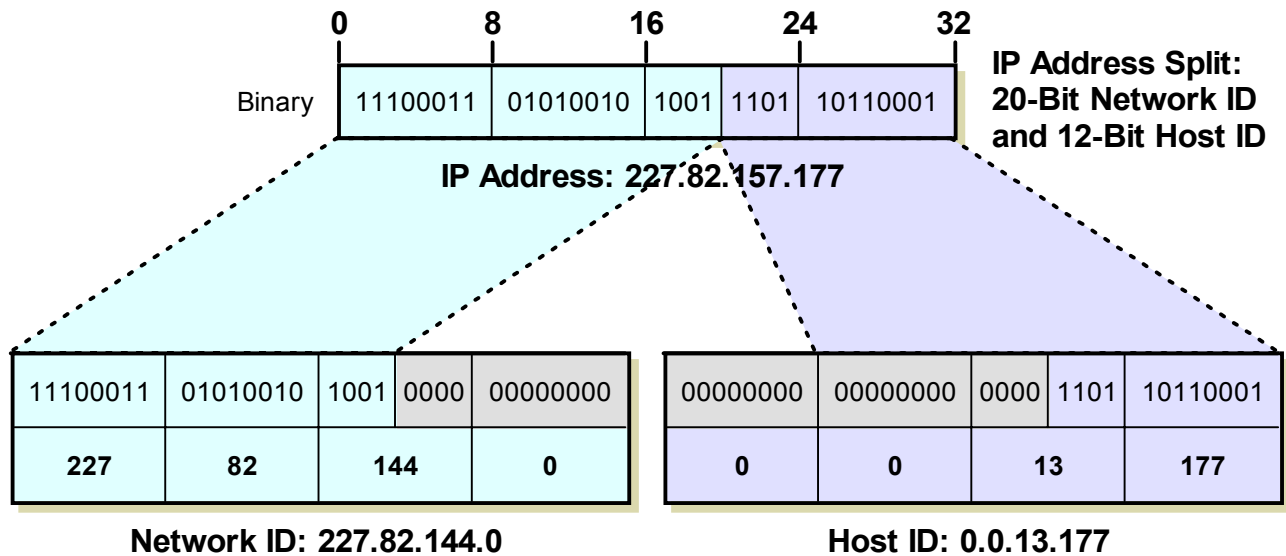 0 8 16 24 32
IP Address Split:
20-Bit Network ID
and 12-Bit Host ID
Binary 11100011 01010010 1001 1101 10110001
IP Address: 227.82.157.177
11100011 01010010 1001 0000 00000000
227 82 144 0
Network ID: 227.82.144.0
00000000 00000000 0000 1101 10110001
0 0 13 177
Host ID: 0.0.13.177